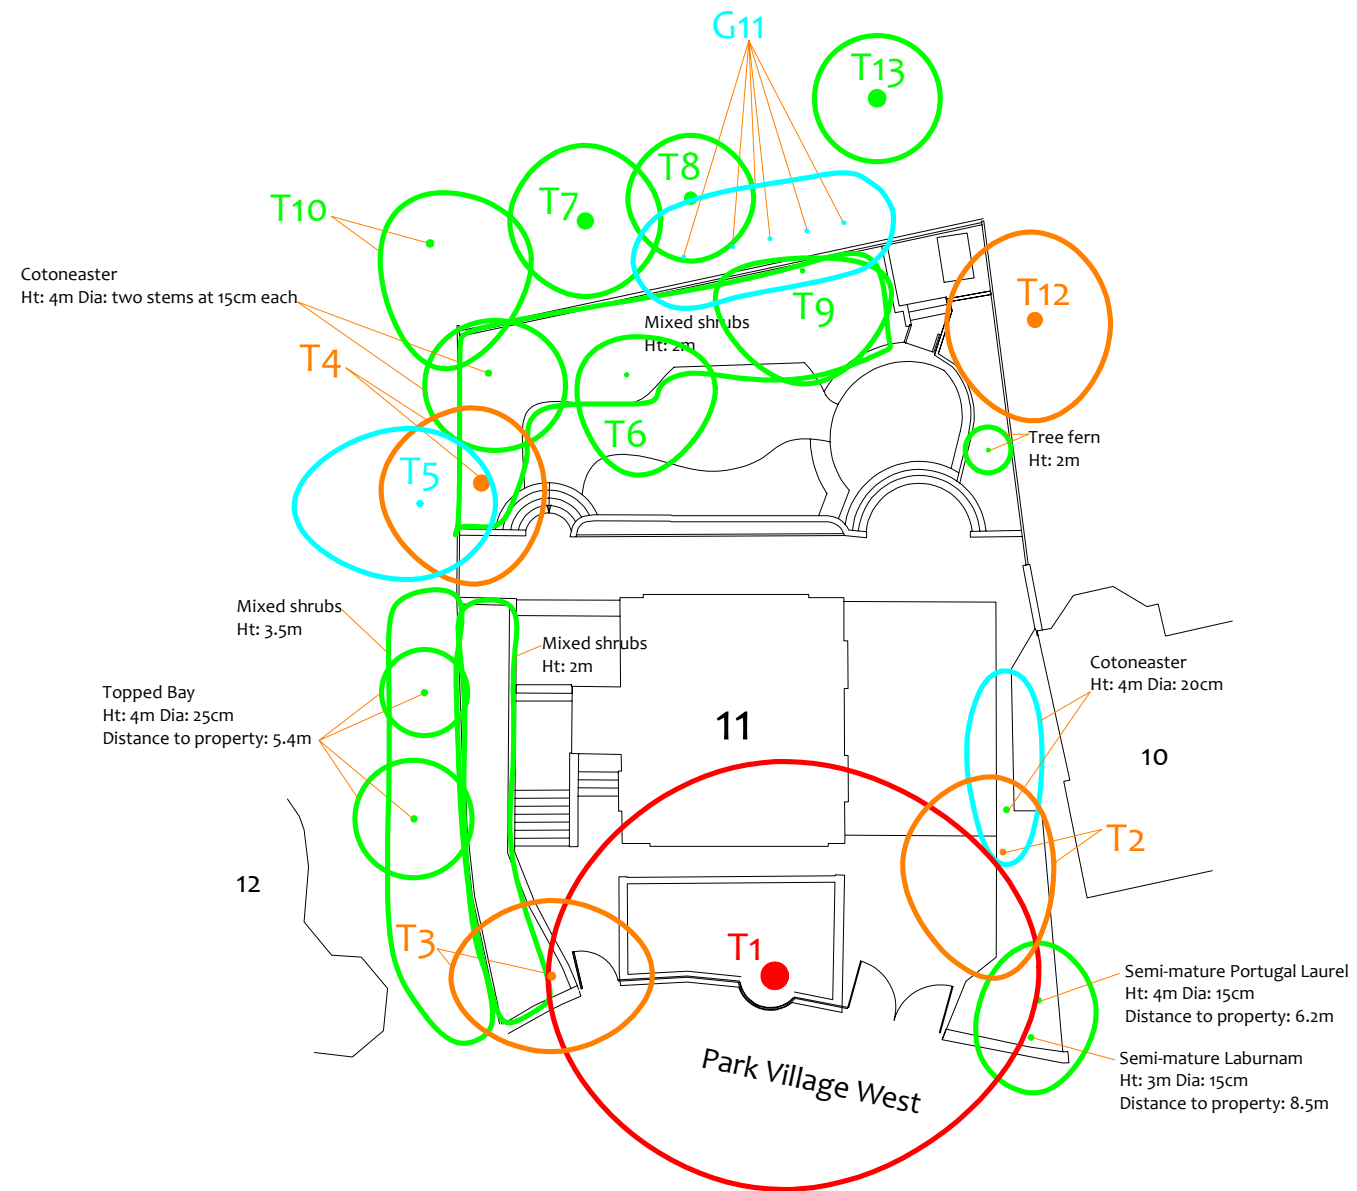 G11
T13
T8
T7
T10
Cotoneaster
Ht: 4m Dia: two stems at 15cm each
T12
T9
Mixed shrubs
Ht: 2m
T4
T6
Tree fern
Ht: 2m
T5
Mixed shrubs
Ht: 3.5m
Mixed shrubs
Ht: 2m
Cotoneaster
Ht: 4m Dia: 20cm
Topped Bay
Ht: 4m Dia: 25cm
Distance to property: 5.4m
11
10
T2
12
T3
T1
Semi-mature Portugal Laurel
Ht: 4m Dia: 15cm
Distance to property: 6.2m
Semi-mature Laburnam
Ht: 3m Dia: 15cm
Distance to property: 8.5m
Park Village West